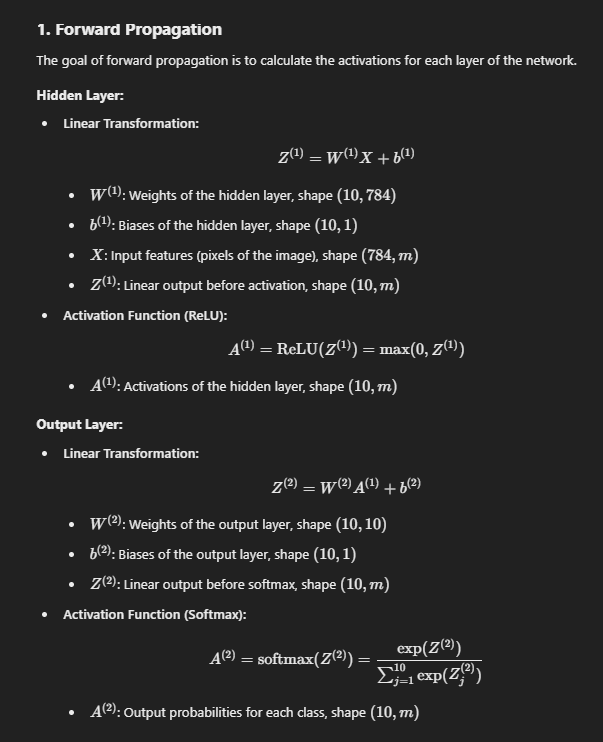 1. Forward Propagation
The goal of forward propagation is to calculate the activations for each layer of the network.
Hidden Layer:
• Linear Transformation:
Z^{(1)} = W^{(1)}X + b^{(1)}
• W^{(1)}: Weights of the hidden layer, shape (10, 784)
• b^{(1)}: Biases of the hidden layer, shape (10, 1)
• X: Input features (pixels of the image), shape (784, m)
• Z^{(1)}: Linear output before activation, shape (10, m)
• Activation Function (ReLU):
A^{(1)} = ReLU(Z^{(1)}) = max(0, Z^{(1)})
• A^{(1)}: Activations of the hidden layer, shape (10, m)
Output Layer:
• Linear Transformation:
Z^{(2)} = W^{(2)}A^{(1)} + b^{(2)}
• W^{(2)}: Weights of the output layer, shape (10, 10)
• b^{(2)}: Biases of the output layer, shape (10, 1)
• Z^{(2)}: Linear output before softmax, shape (10, m)
• Activation Function (Softmax):
A^{(2)} = softmax(Z^{(2)}) = \frac{exp(Z^{(2)})}{\sum_{j=1}^{10} exp(Z_j^{(2)})}
• A^{(2)}: Output probabilities for each class, shape (10, m)